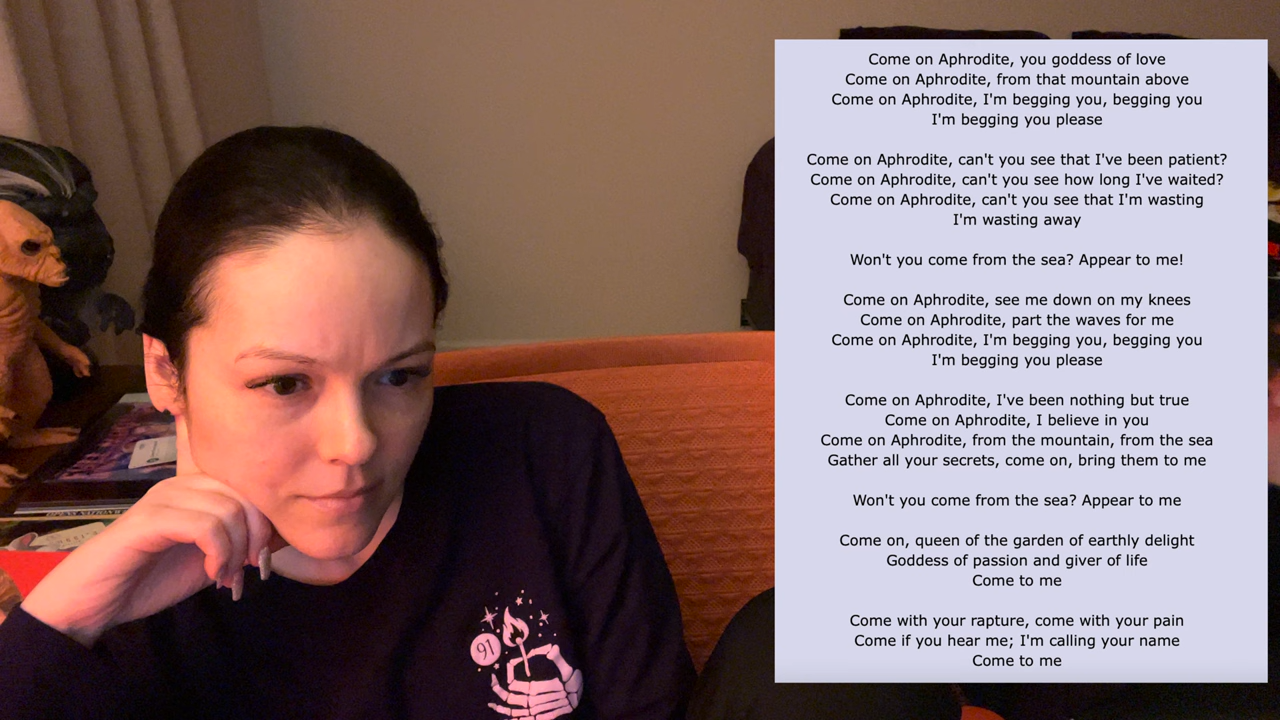 Come on Aphrodite, you goddess of love
Come on Aphrodite, from that mountain above
Come on Aphrodite, I'm begging you, begging you
I'm begging you please
Come on Aphrodite, can't you see that I've been patient?
Come on Aphrodite, can't you see how long I've waited?
Come on Aphrodite, can't you see that I'm wasting
I'm wasting away
Won't you come from the sea? Appear to me!
Come on Aphrodite, see me down on my knees
Come on Aphrodite, part the waves for me
Come on Aphrodite, I'm begging you, begging you
I'm begging you please
Come on Aphrodite, I've been nothing but true
Come on Aphrodite, I believe in you
Come on Aphrodite, from the mountain, from the sea
Gather all your secrets, come on, bring them to me
Won't you come from the sea? Appear to me
Come on, queen of the garden of earthly delight
Goddess of passion and giver of life
Come to me
Come with your rapture, come with your pain
Come if you hear me; I'm calling your name
Come to me
91